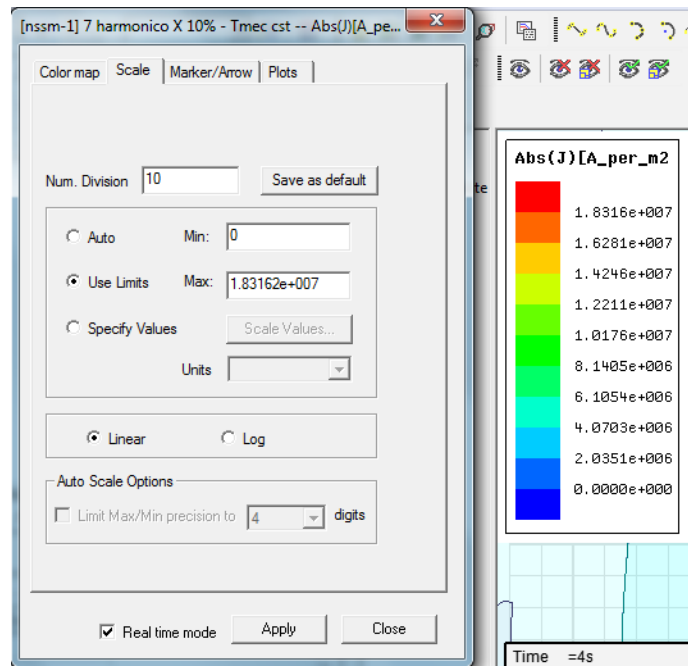 [nssm-1] 7 harmonico X 10% - Tmec cst -- Abs(J)[A_pe...
Color map Scale Marker/Arrow Plots
Num. Division 10 Save as default
Auto Min: 0
Use Limits Max: 1.83162e+007
Specify Values Scale Values...
Units
Linear Log
Auto Scale Options
Limit Max/Min precision to 4 digits
Real time mode Apply Close
te
Abs(J)[A_per_m2
1.8316e+007
1.6281e+007
1.4246e+007
1.2211e+007
1.0176e+007
8.1405e+006
6.1054e+006
4.0703e+006
2.0351e+006
0.0000e+000
Time =4s